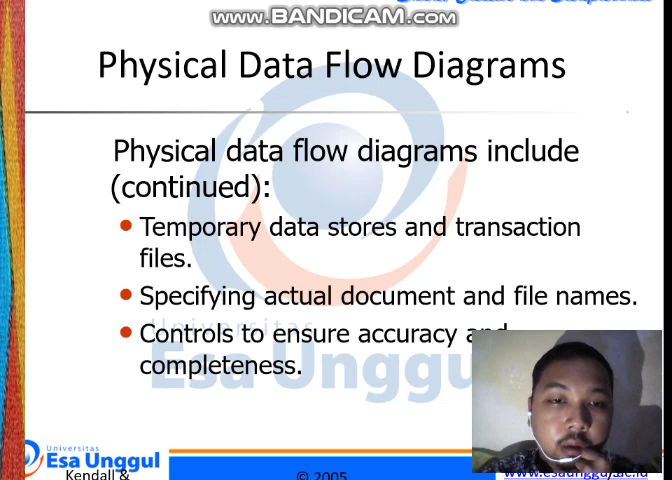 www.BANDICAM.com
Physical Data Flow Diagrams
Physical data flow diagrams include
(continued):
Temporary data stores and transaction
files.
Specifying actual document and file names.
Controls to ensure accuracy and
completeness.
Universitas
Esa Unggul
Universitas
Esa Unggul
Kendall &
© 2005
www.esaunggul.ac.id